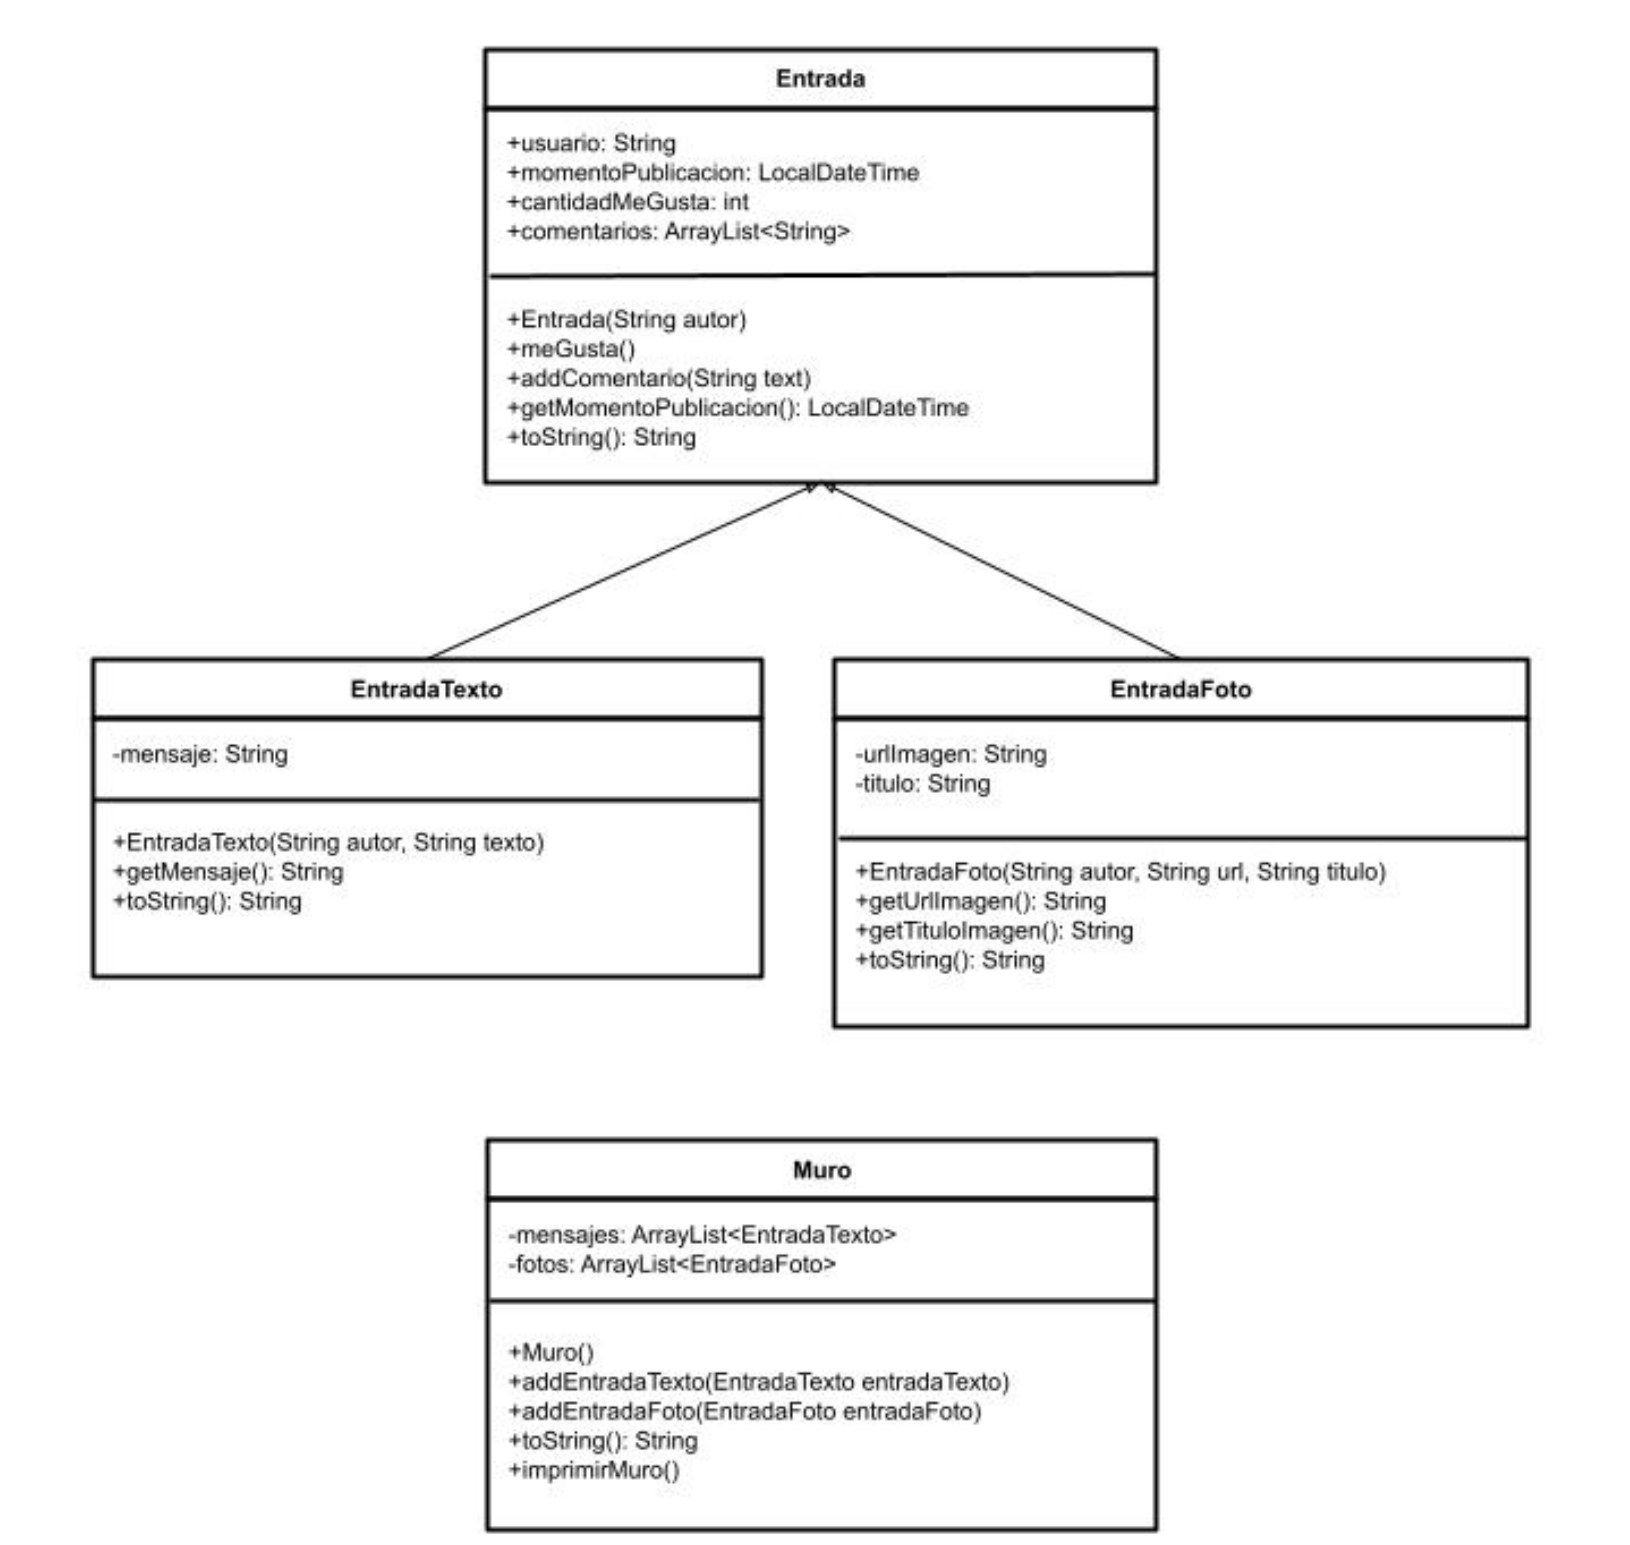 Entrada
+usuario: String
+momentoPublicacion: LocalDateTime
+cantidadMeGusta: int
+comentarios: ArrayList<String>
+Entrada(String autor)
+meGusta()
+addComentario(String text)
+getMomentoPublicacion(): LocalDateTime
+toString(): String
EntradaTexto
-mensaje: String
+EntradaTexto(String autor, String texto)
+getMensaje(): String
+toString(): String
EntradaFoto
-urlImagen: String
-titulo: String
+EntradaFoto(String autor, String url, String titulo)
+getUrlImagen(): String
+getTituloImagen(): String
+toString(): String
Muro
-mensajes: ArrayList<EntradaTexto>
-fotos: ArrayList<EntradaFoto>
+Muro()
+addEntradaTexto(EntradaTexto entradaTexto)
+addEntradaFoto(EntradaFoto entradaFoto)
+toString(): String
+imprimirMuro()